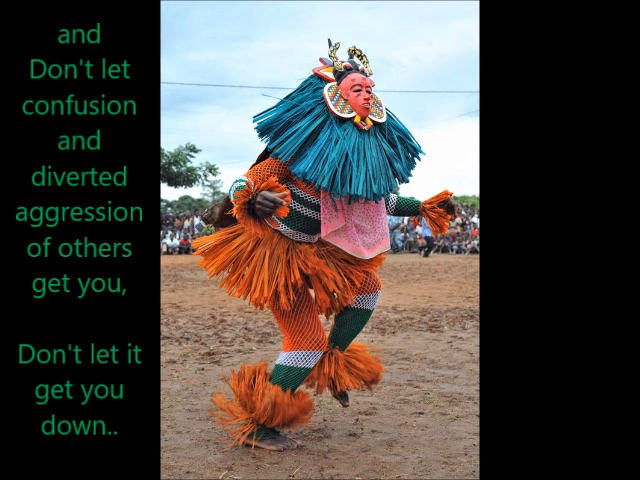 and
Don't let
confusion
and
diverted
aggression
of others
get you,
Don't let it
get you
down..